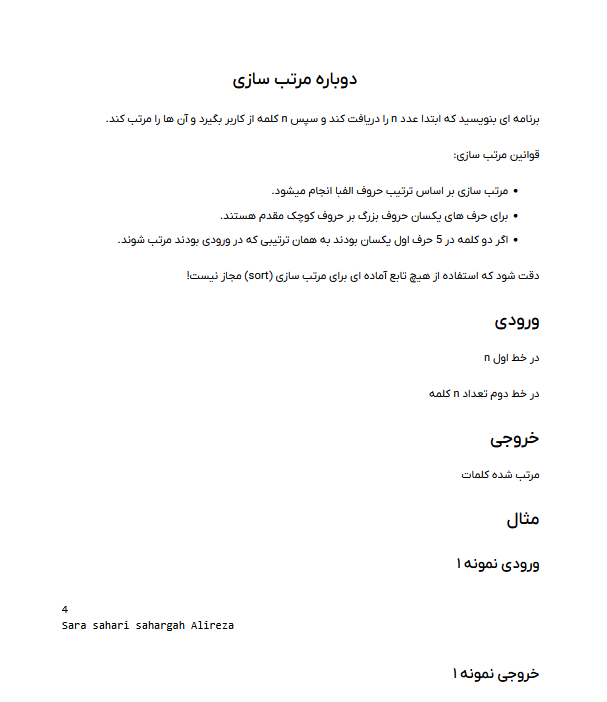 دوباره مرتب سازی
برنامه ای بنویسید که ابتدا عدد n را دریافت کند و سپس n کلمه از کاربر بگیرد و آن ها را مرتب کند.
قوانین مرتب سازی:
• مرتب سازی بر اساس ترتیب حروف الفبا انجام میشود.
• برای حرف های یکسان حروف بزرگ بر حروف کوچک مقدم هستند.
• اگر دو کلمه در 5 حرف اول یکسان بودند به همان ترتیبی که در ورودی بودند مرتب شوند.
دقت شود که استفاده از هیچ تابع آماده ای برای مرتب سازی (sort) مجاز نیست!
ورودی
در خط اول n
در خط دوم تعداد n کلمه
خروجی
مرتب شده کلمات
مثال
ورودی نمونه ۱
4
Sara sahari sahargah Alireza
خروجی نمونه ۱